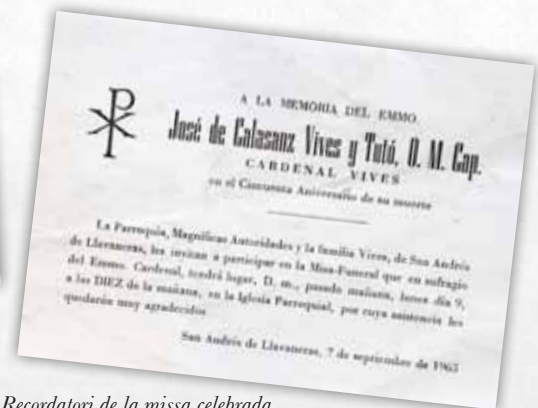 A LA MEMORIA DEL EMMO.
José de Calasanz Vives y Tutó, O. M. Cap.
CARDENAL VIVES
en el Cincuenta Aniversario de su muerte
La Parroquia, Magníficas Autoridades y la familia Vives, de San Andrés
de Llavaneras, les invitan a participar en la Misa-Funeral que en sufragio
del Emmo. Cardenal, tendrá lugar, D. m., pasado mañana, lunes día 9,
a las DIEZ de la mañana, en la Iglesia Parroquial, por cuya asistencia les
quedarán muy agradecidos
San Andrés de Llavaneras, 7 de septiembre de 1963
Recordatori de la missa celebrada